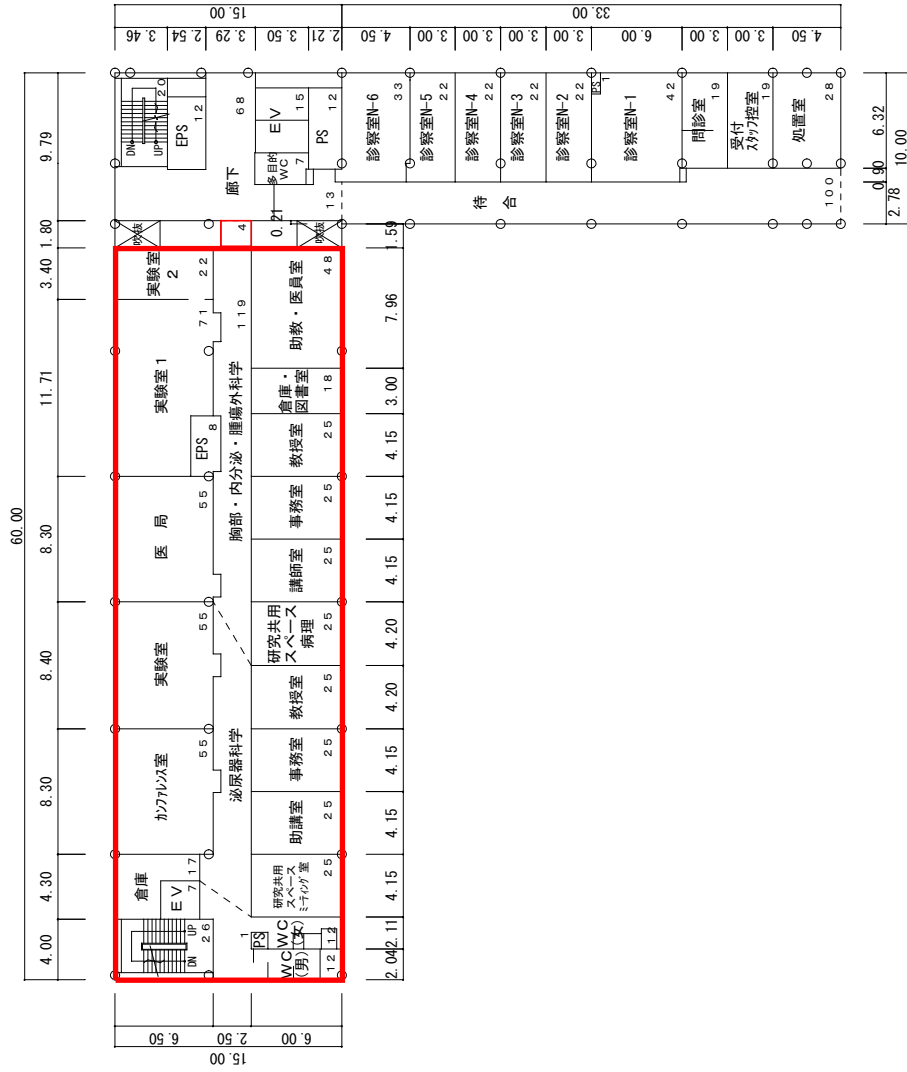 15.00
33.00
3.46
2.54
3.29
3.50
2.21
4.50
3.00
3.00
3.00
3.00
6.00
3.00
3.00
4.50
60.00
9.79
1.80
3.40
11.71
8.30
8.40
8.30
4.30
4.00
DN
UP
20
EPS
12
68
廊下
EV
15
多目的
WC
7
PS
12
13
診察室N-6
33
診察室N-5
22
診察室N-4
22
診察室N-3
22
診察室N-2
22
PS
1
診察室N-1
42
問診室
19
受付
スタッフ控室
19
処置室
28
待 合
100
6.32
0.90
2.78
10.00
吹抜
4
0.21
吹抜
1.59
実験室
2
22
実験室1
71
EPS
8
119
胸部・内分泌・腫瘍外科学
助教・医員室
48
7.96
倉庫・
図書室
18
3.00
教授室
25
4.15
医 局
55
事務室
25
4.15
講師室
25
4.15
実験室
55
研究共用
スペース
病理
25
4.20
教授室
25
4.20
カンファレンス室
55
泌尿器科学
事務室
25
4.15
助講室
25
4.15
倉庫
17
EV
7
研究共用
スペース
ミーティング室
25
4.15
UP
DN
26
PS
1
WC
(女)
12
2.11
WC
(男)
12
2.04
6.50
2.50
6.00
15.00